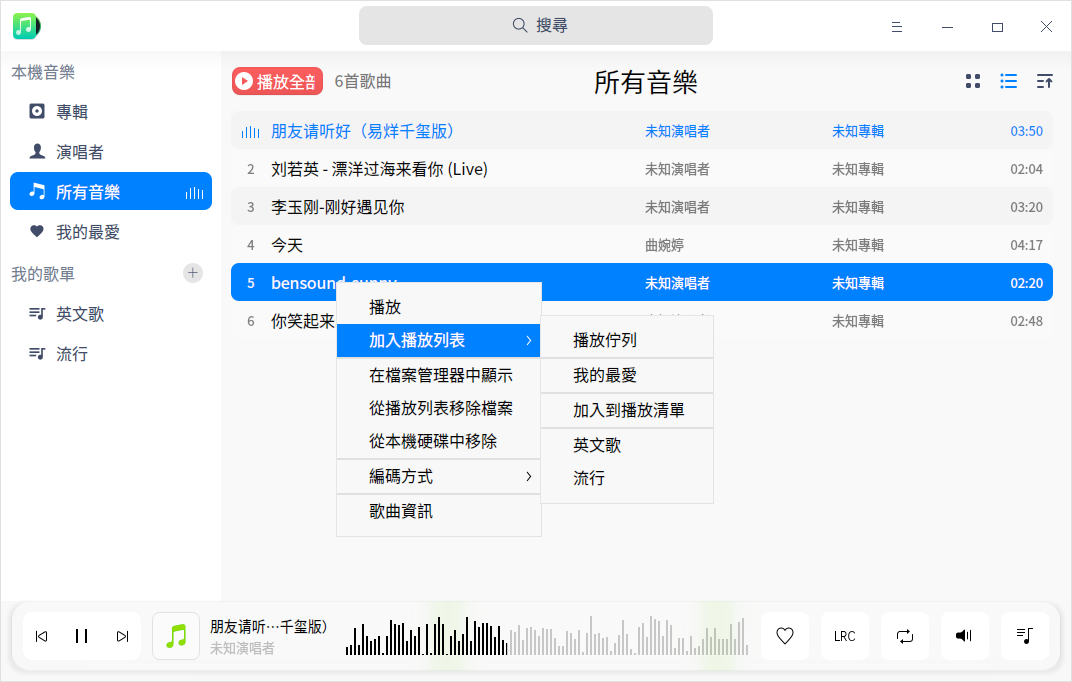 搜尋
本機音樂
專輯
演唱者
所有音樂
我的最愛
我的歌單
英文歌
流行
播放全部
6首歌曲
所有音樂
朋友请听好（易烊千玺版） 未知演唱者 未知專輯 03:50
2 刘若英 - 漂洋过海来看你 (Live) 未知演唱者 未知專輯 02:04
3 李玉刚-刚好遇见你 未知演唱者 未知專輯 03:20
4 今天 曲婉婷 未知專輯 04:17
5 bensound-sunny 未知演唱者 未知專輯 02:20
6 你笑起来 未知專輯 02:48
播放
加入播放列表
在檔案管理器中顯示
從播放列表移除檔案
從本機硬碟中移除
編碼方式
歌曲資訊
播放佇列
我的最愛
加入到播放清單
英文歌
流行
朋友请听…千玺版）
未知演唱者
LRC